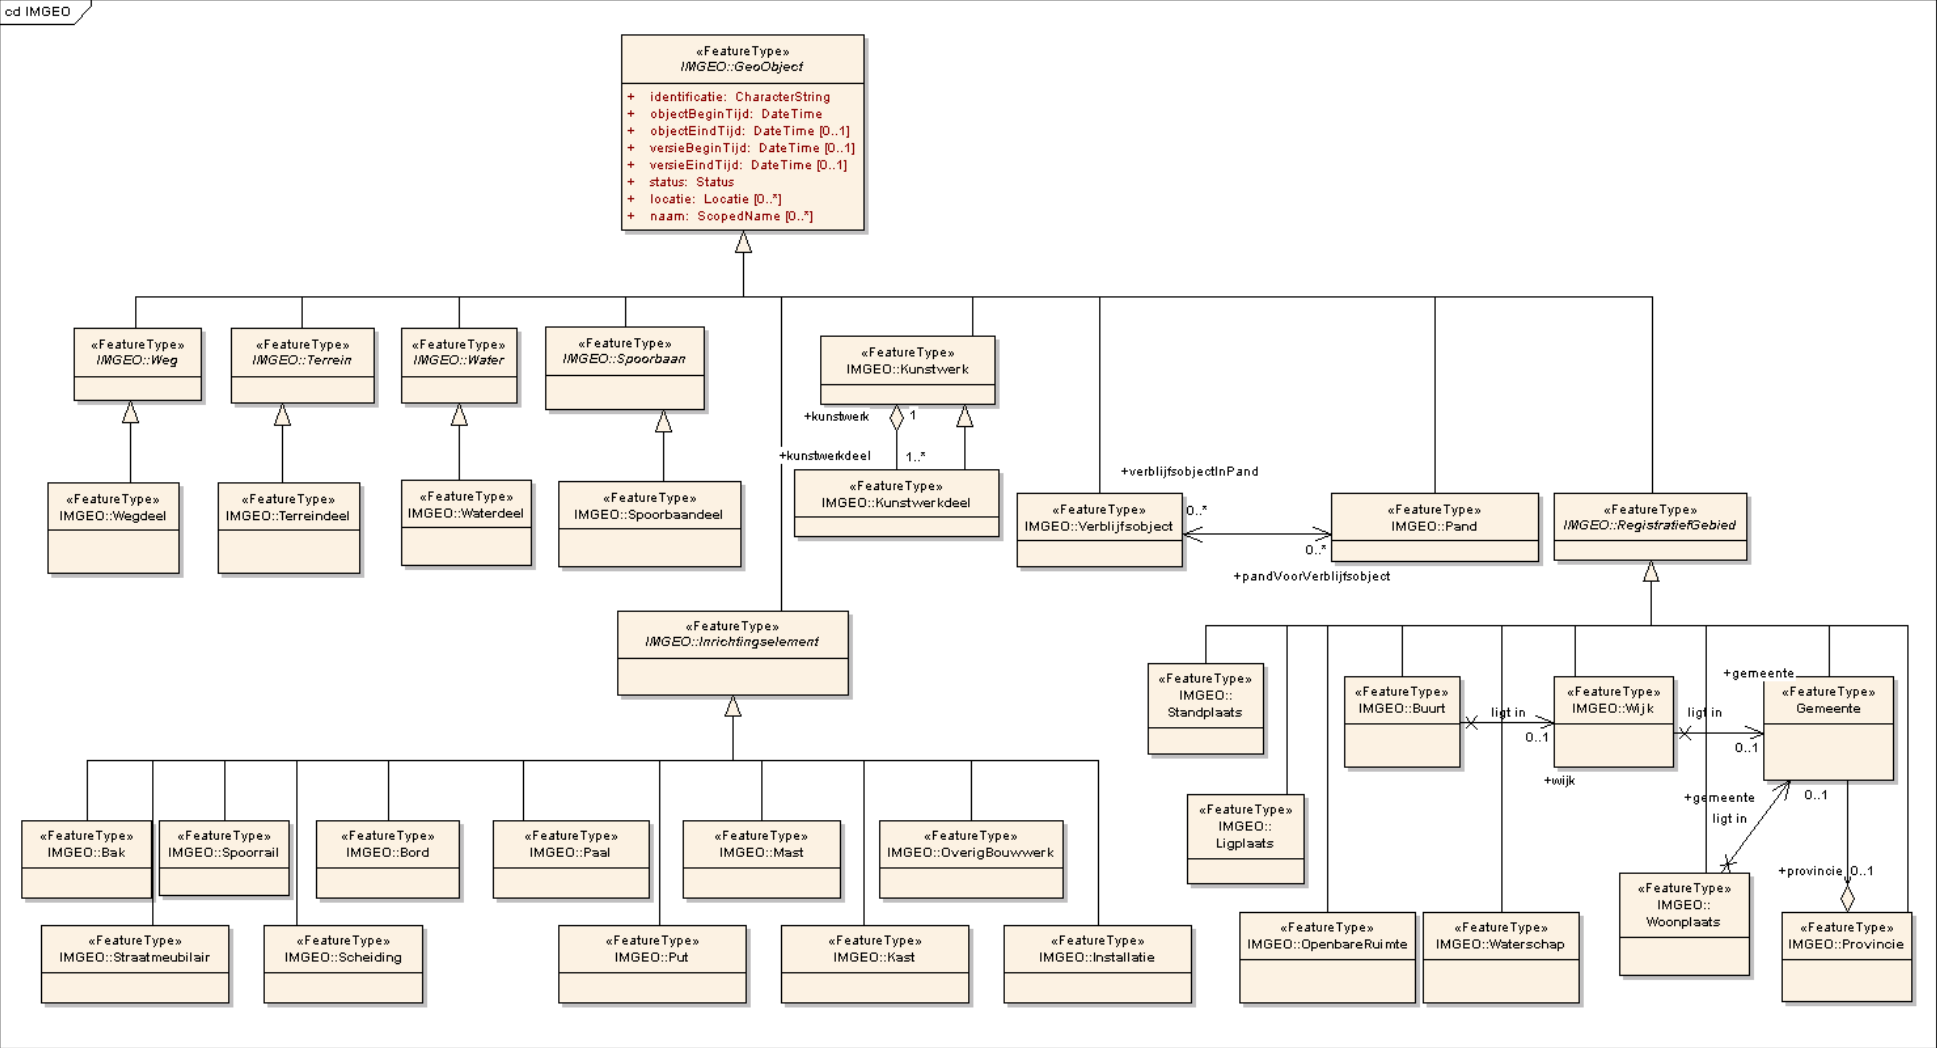 cd IMGEO
«FeatureType»
IMGEO::GeoObject
+ identificatie: CharacterString
+ objectBeginTijd: DateTime
+ objectEindTijd: DateTime [0..1]
+ versieBeginTijd: DateTime [0..1]
+ versieEindTijd: DateTime [0..1]
+ status: Status
+ locatie: Locatie [0..*]
+ naam: ScopedName [0..*]
«FeatureType»
IMGEO::Weg
«FeatureType»
IMGEO::Terrein
«FeatureType»
IMGEO::Water
«FeatureType»
IMGEO::Spoorbaan
«FeatureType»
IMGEO::Kunstwerk
+kunstwerk
1
+kunstwerkdeel
1..*
«FeatureType»
IMGEO::Wegdeel
«FeatureType»
IMGEO::Terreindeel
«FeatureType»
IMGEO::Waterdeel
«FeatureType»
IMGEO::Spoorbaandeel
«FeatureType»
IMGEO::Kunstwerkdeel
+verblijfsobjectInPand
«FeatureType»
IMGEO::Verblijfsobject
0..*
0..*
+pandVoorVerblijfsobject
«FeatureType»
IMGEO::Pand
«FeatureType»
IMGEO::RegistratiefGebied
«FeatureType»
IMGEO::Inrichtingselement
«FeatureType»
IMGEO::
Standplaats
«FeatureType»
IMGEO::Buurt
ligt in
0..1
+wijk
«FeatureType»
IMGEO::Wijk
+gemeente
ligt in
0..1
«FeatureType»
Gemeente
+gemeente
0..1
ligt in
«FeatureType»
IMGEO::
Ligplaats
+provincie
0..1
«FeatureType»
IMGEO::Bak
«FeatureType»
IMGEO::Spoorrail
«FeatureType»
IMGEO::Bord
«FeatureType»
IMGEO::Paal
«FeatureType»
IMGEO::Mast
«FeatureType»
IMGEO::OverigBouwwerk
«FeatureType»
IMGEO::Straatmeubilair
«FeatureType»
IMGEO::Scheiding
«FeatureType»
IMGEO::Put
«FeatureType»
IMGEO::Kast
«FeatureType»
IMGEO::Installatie
«FeatureType»
IMGEO::OpenbareRuimte
«FeatureType»
IMGEO::Waterschap
«FeatureType»
IMGEO::
Woonplaats
«FeatureType»
IMGEO::Provincie